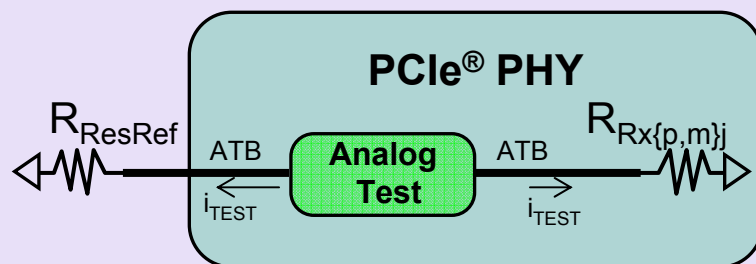 PCIe® PHY
RResRef
ATB
Analog
Test
ATB
RRx{p,m}j
iTEST
iTEST